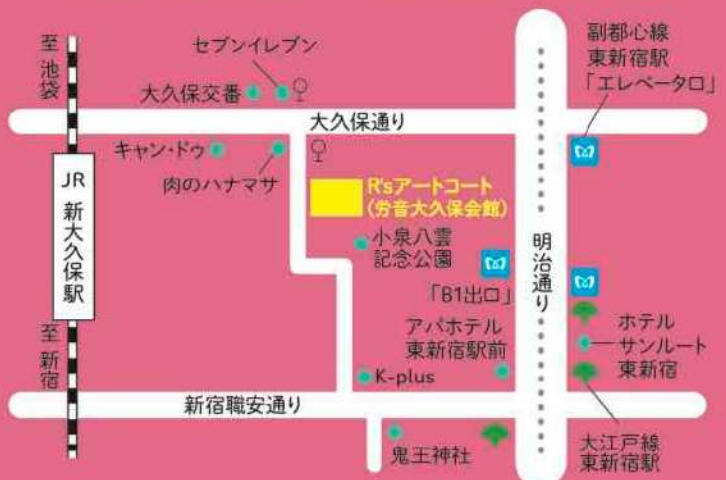 至
池袋
セブンイレブン
大久保交番
副都心線
東新宿駅
「エレベータ口」
大久保通り
キャン・ドゥ
肉のハナマサ
JR
新大久保駅
R'sアートコート
(労音大久保会館)
小泉八雲
記念公園
明治通り
「B1出口」
アパホテル
東新宿駅前
ホテル
サンルート
東新宿
至
新宿
K-plus
新宿職安通り
鬼王神社
大江戸線
東新宿駅